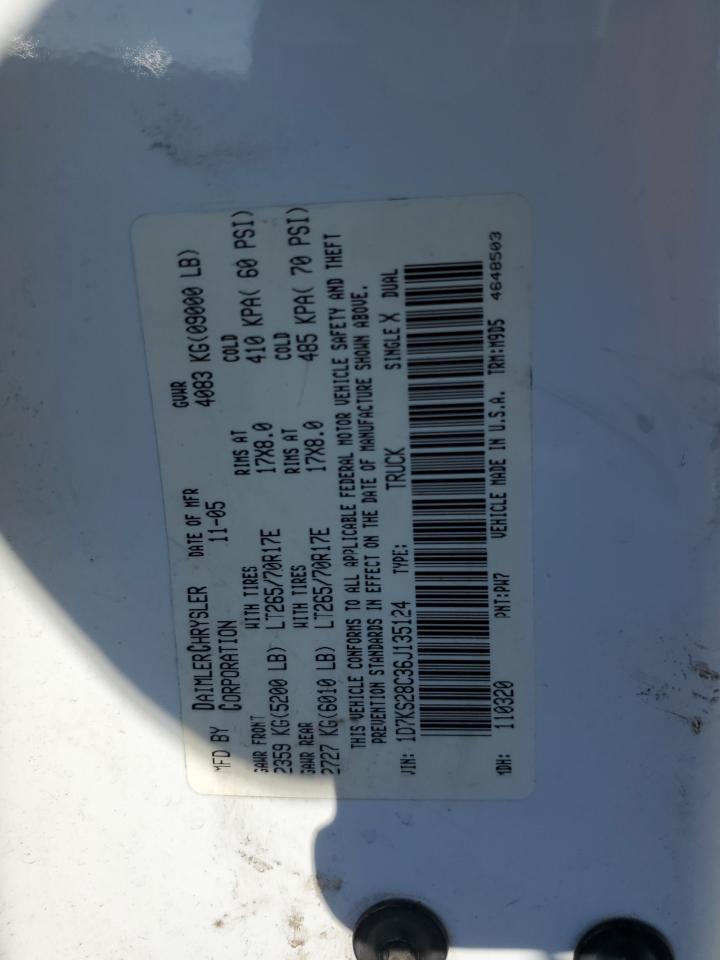 MFD BY DAIMLERCHRYSLER CORPORATION DATE OF MFR 11-05 GVWR 4083 KG(09000 LB)
GAWR FRONT WITH TIRES RIMS AT COLD
2359 KG(5200 LB) LT265/70R17E 17X8.0 410 KPA( 60 PSI)
GAWR REAR WITH TIRES RIMS AT COLD
2727 KG(6010 LB) LT265/70R17E 17X8.0 485 KPA( 70 PSI)
THIS VEHICLE CONFORMS TO ALL APPLICABLE FEDERAL MOTOR VEHICLE SAFETY AND THEFT
PREVENTION STANDARDS IN EFFECT ON THE DATE OF MANUFACTURE SHOWN ABOVE.
VIN: 1D7KS28C36J135124 TYPE: TRUCK SINGLE X DUAL
MDH: 110320 PNT:PW7 VEHICLE MADE IN U.S.A. TRM:M9D5 4648503